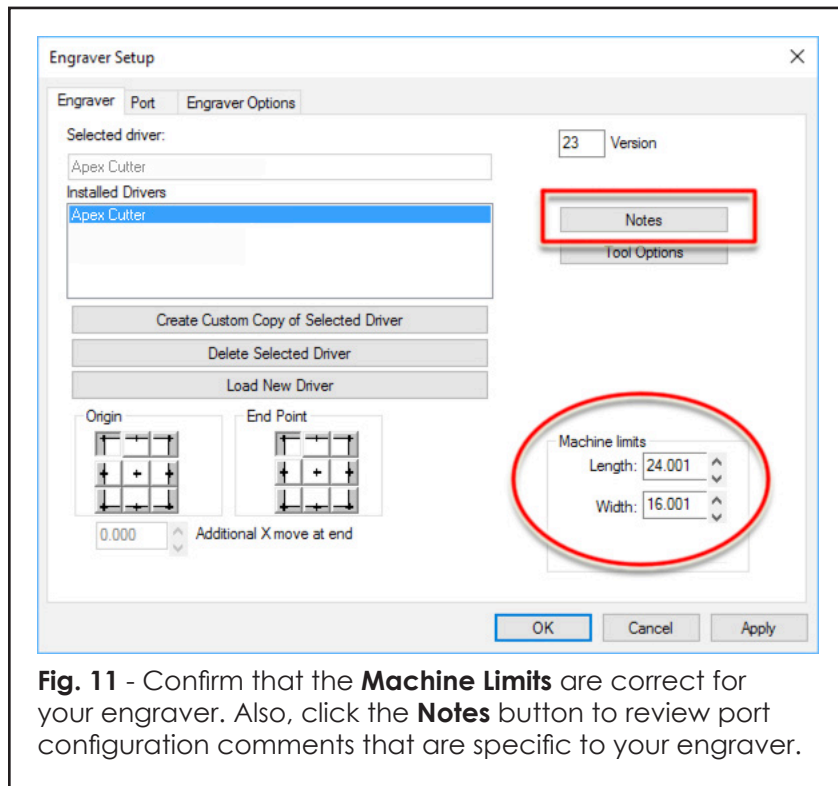 Engraver Setup
Engraver Port Engraver Options
Selected driver:
23 Version
Apex Cutter
Installed Drivers
Apex Cutter
Notes
Tool Options
Create Custom Copy of Selected Driver
Delete Selected Driver
Load New Driver
Origin End Point
Machine limits
Length: 24.001
Width: 16.001
0.000 Additional X move at end
OK Cancel Apply
Fig. 11 - Confirm that the Machine Limits are correct for
your engraver. Also, click the Notes button to review port
configuration comments that are specific to your engraver.